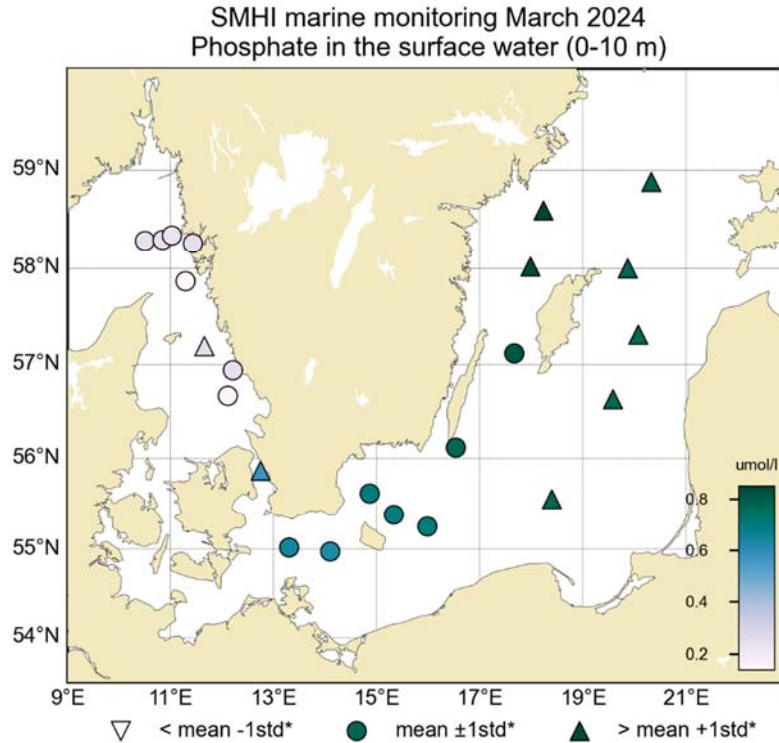 SMHI marine monitoring March 2024
Phosphate in the surface water (0-10 m)
59°N
58°N
57°N
56°N
55°N
54°N
umol/l
0.8
0.6
0.4
0.2
9°E 11°E 13°E 15°E 17°E 19°E 21°E
< mean -1std* mean ±1std* > mean +1std*